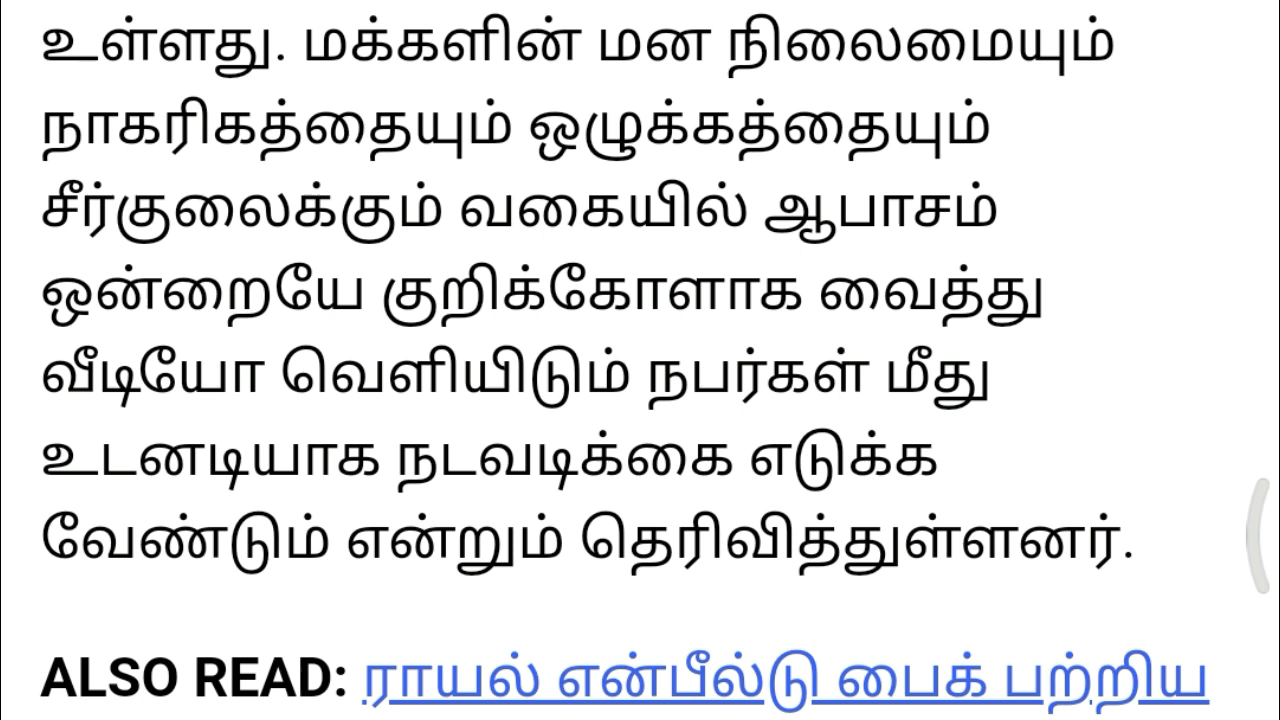 உள்ளது. மக்களின் மன நிலைமையும்
நாகரிகத்தையும் ஒழுக்கத்தையும்
சீர்குலைக்கும் வகையில் ஆபாசம்
ஒன்றையே குறிக்கோளாக வைத்து
வீடியோ வெளியிடும் நபர்கள் மீது
உடனடியாக நடவடிக்கை எடுக்க
வேண்டும் என்றும் தெரிவித்துள்ளனர்.
ALSO READ: ராயல் என்பீல்டு பைக் பற்றிய